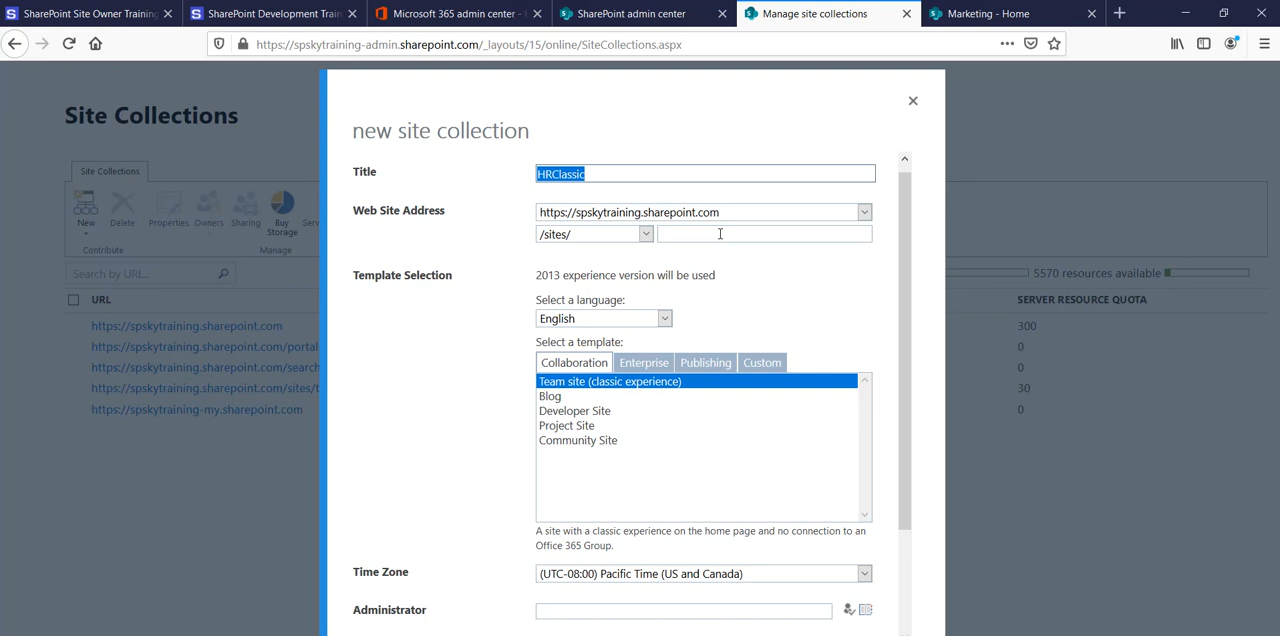 SharePoint Site Owner Training
SharePoint Development Train
Microsoft 365 admin center -
SharePoint admin center
Manage site collections
Marketing - Home
https://spskytraining-admin.sharepoint.com/_layouts/15/online/SiteCollections.aspx
Site Collections
Site Collections
New
Delete
Properties
Owners
Sharing
Buy Storage
Contribute
Manage
Search by URL...
5570 resources available
URL
SERVER RESOURCE QUOTA
https://spskytraining.sharepoint.com
300
https://spskytraining.sharepoint.com/portal
0
https://spskytraining.sharepoint.com/search
0
https://spskytraining.sharepoint.com/sites/
30
https://spskytraining-my.sharepoint.com
0
new site collection
Title
HRClassic
Web Site Address
https://spskytraining.sharepoint.com
/sites/
Template Selection
2013 experience version will be used
Select a language:
English
Select a template:
Collaboration Enterprise Publishing Custom
Team site (classic experience)
Blog
Developer Site
Project Site
Community Site
A site with a classic experience on the home page and no connection to an
Office 365 Group.
Time Zone
(UTC-08:00) Pacific Time (US and Canada)
Administrator